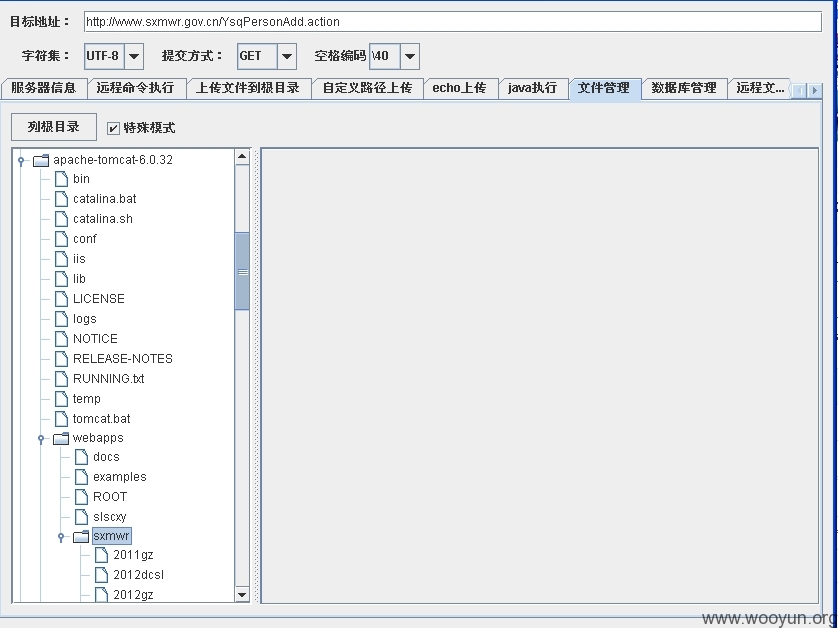 目标地址： http://www.sxmwr.gov.cn/YsqPersonAdd.action
字符集： UTF-8 提交方式： GET 空格编码 \40
服务器信息 远程命令执行 上传文件到根目录 自定义路径上传 echo上传 java执行 文件管理 数据库管理 远程文...
列根目录 特殊模式
apache-tomcat-6.0.32
bin
catalina.bat
catalina.sh
conf
iis
lib
LICENSE
logs
NOTICE
RELEASE-NOTES
RUNNING.txt
temp
tomcat.bat
webapps
docs
examples
ROOT
slscxy
sxmwr
2011gz
2012dcsl
2012gz
www.wooyun.org